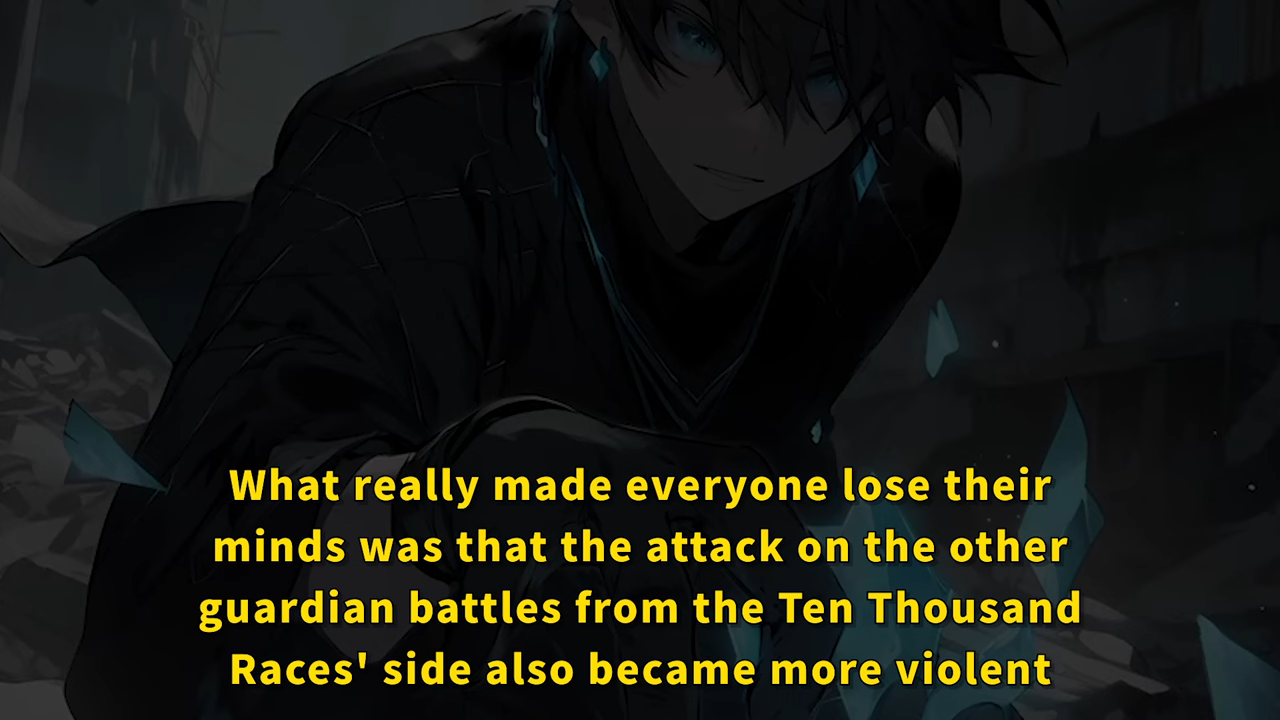 What really made everyone lose their
minds was that the attack on the other
guardian battles from the Ten Thousand
Races' side also became more violent